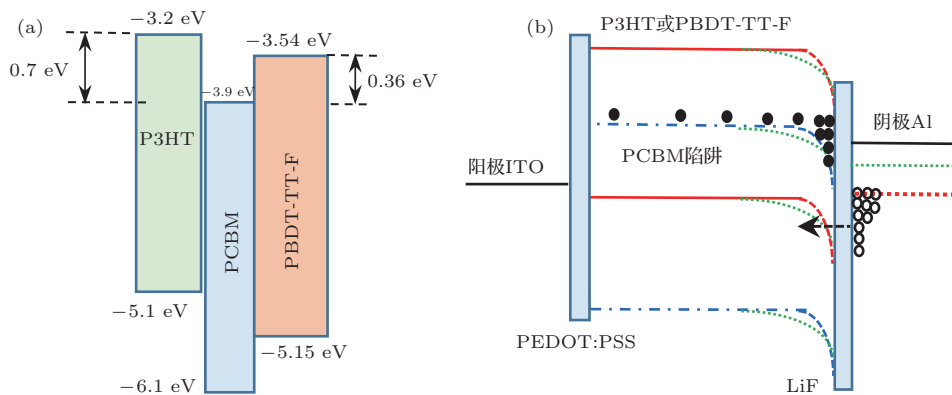 (a)
−3.2 eV
−3.54 eV
0.7 eV
−3.9 eV
0.36 eV
P3HT
PCBM
PBDT-TT-F
−5.1 eV
−5.15 eV
−6.1 eV
(b)
P3HT或PBDT-TT-F
阴极Al
PCBM陷阱
阳极ITO
PEDOT:PSS
LiF